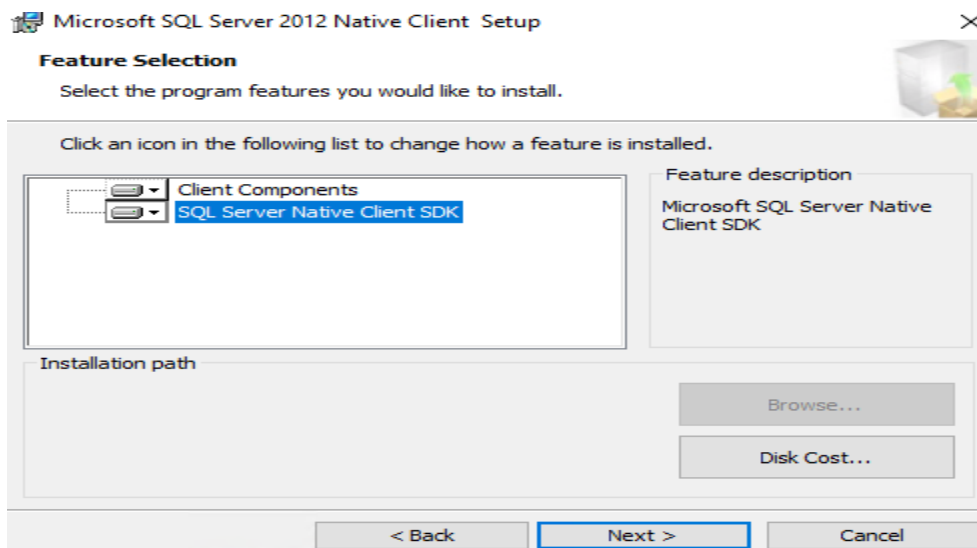 Microsoft SQL Server 2012 Native Client Setup
Feature Selection
Select the program features you would like to install.
Click an icon in the following list to change how a feature is installed.
Client Components
SQL Server Native Client SDK
Feature description
Microsoft SQL Server Native
Client SDK
Installation path
Browse...
Disk Cost...
< Back
Next >
Cancel